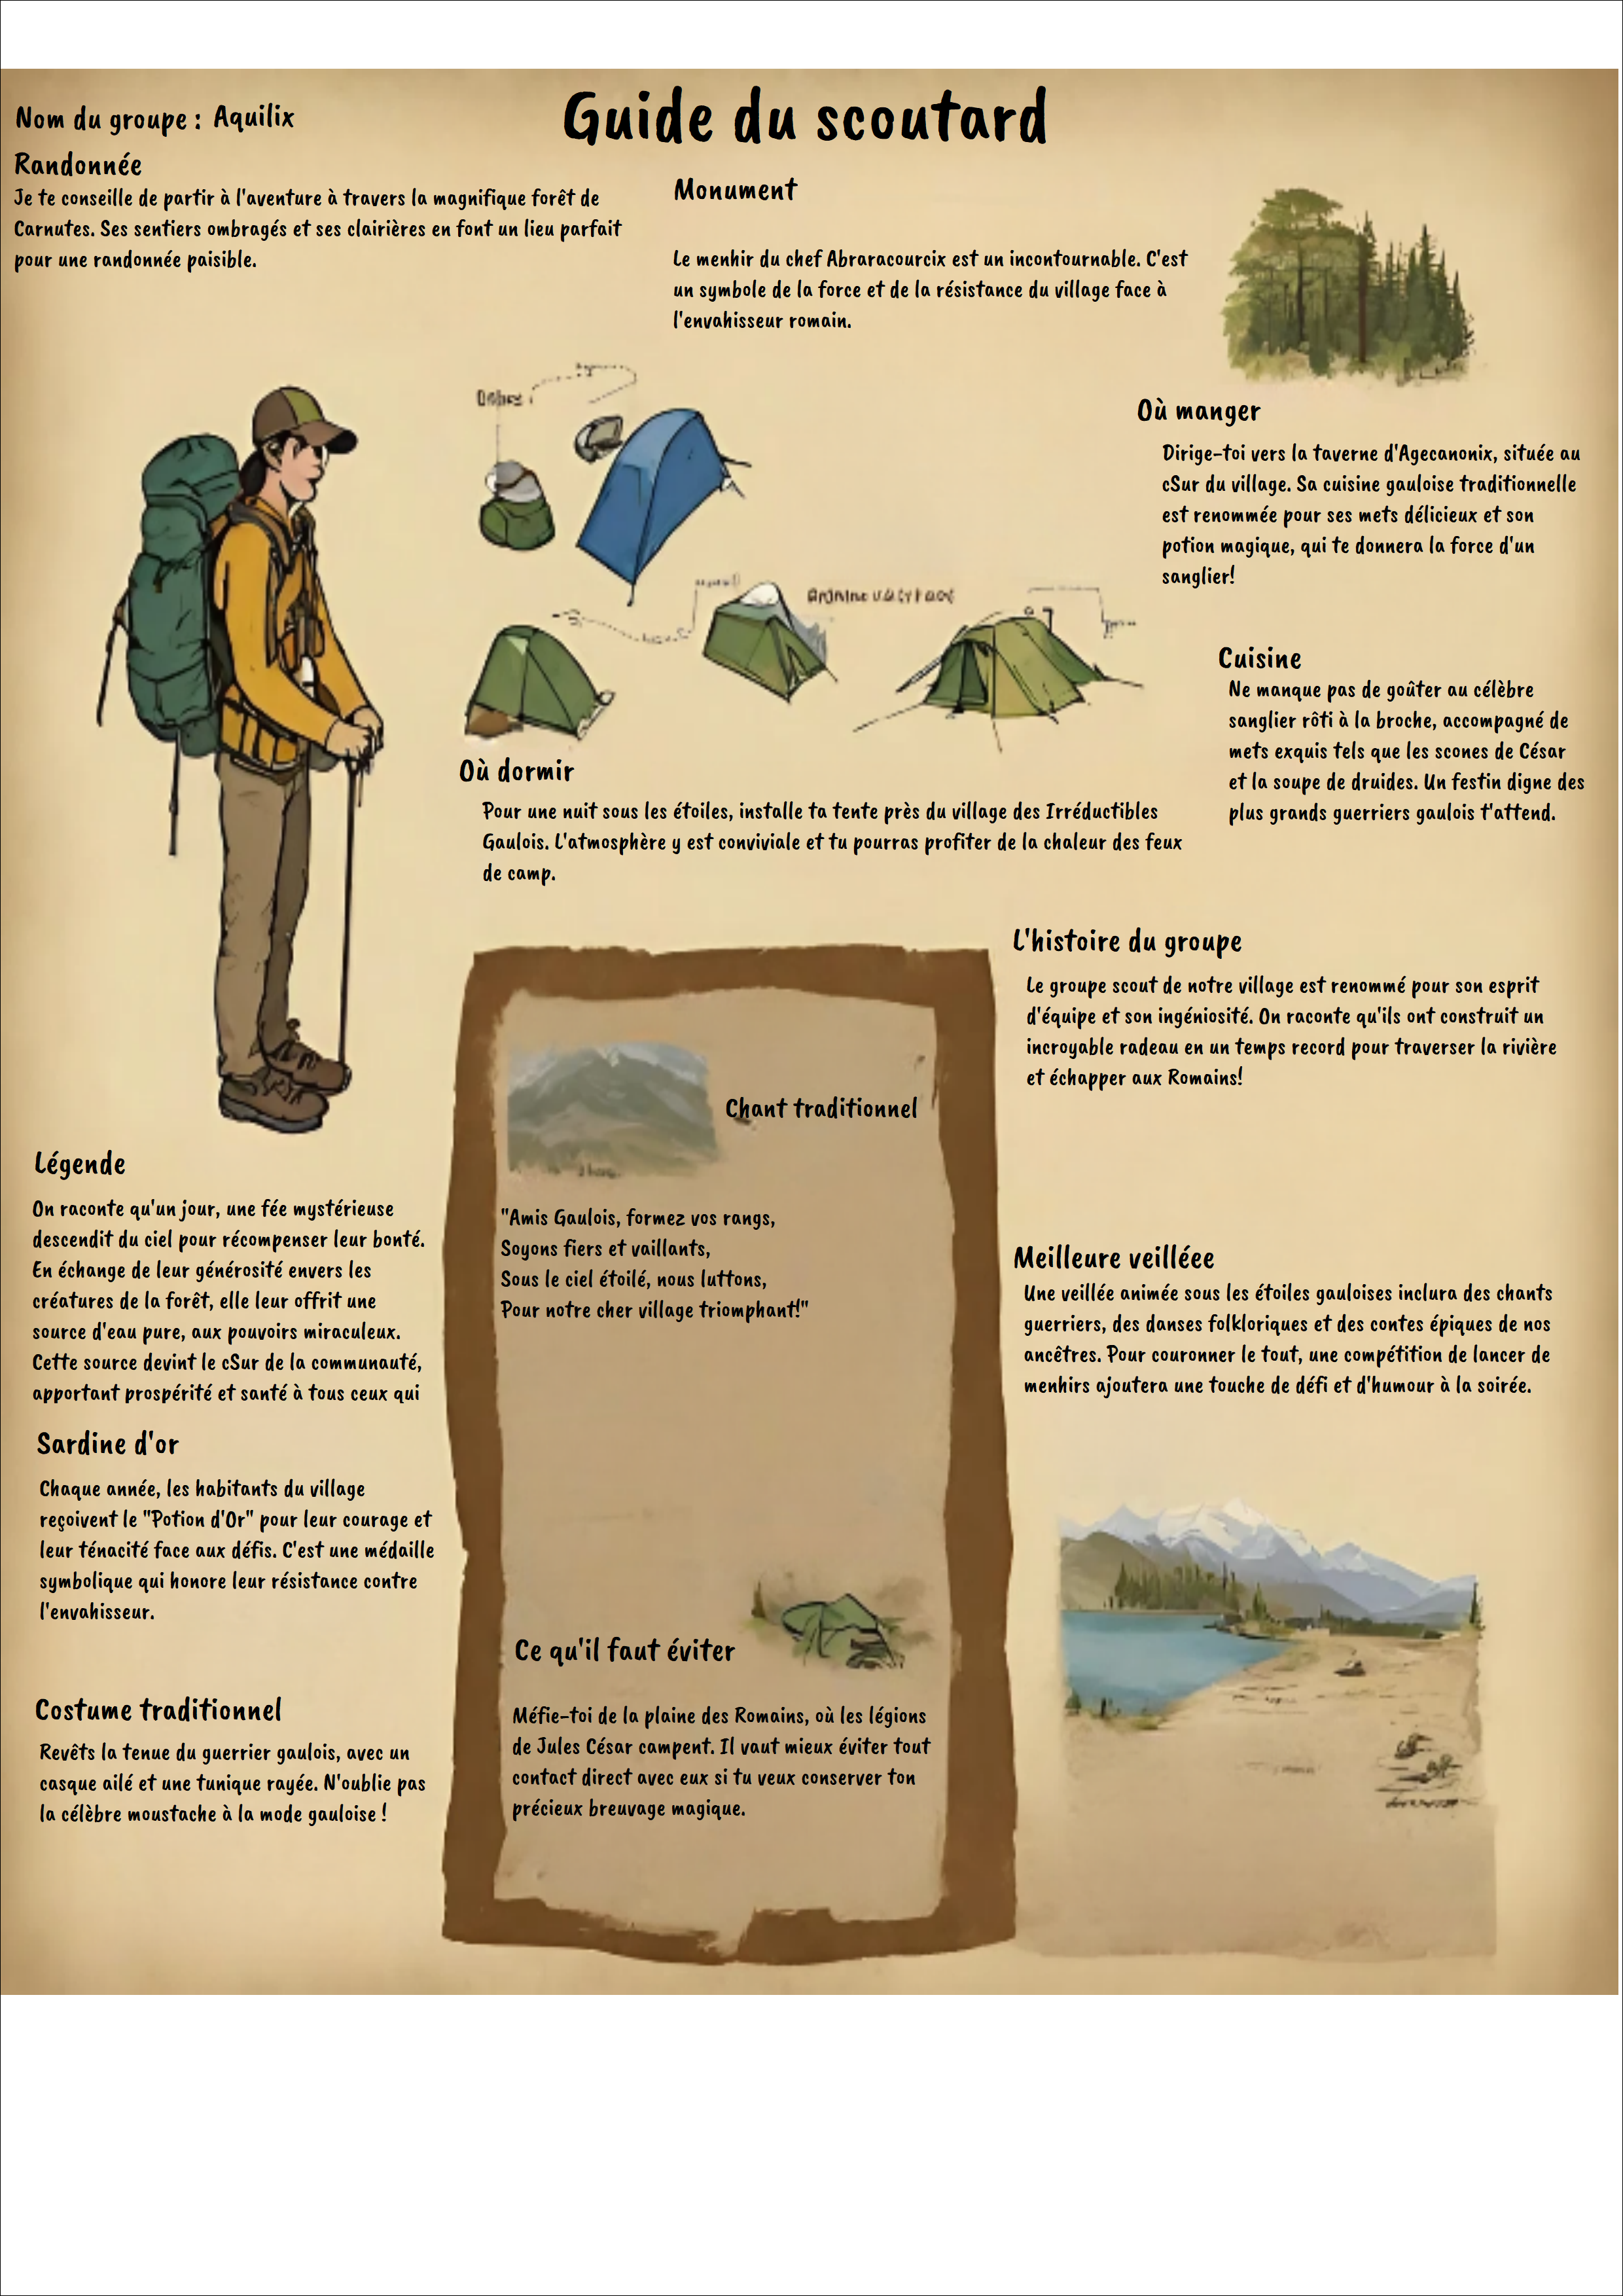 Guide du scoutard
Nom du groupe : Aquilix
Randonnée
Je te conseille de partir à l'aventure à travers la magnifique forêt de
Carnutes. Ses sentiers ombragés et ses clairières en font un lieu parfait
pour une randonnée paisible.
Monument
Le menhir du chef Abraracourcix est un incontournable. C'est
un symbole de la force et de la résistance du village face à
l'envahisseur romain.
Où manger
Dirige-toi vers la taverne d'Agecanonix, située au
cSur du village. Sa cuisine gauloise traditionnelle
est renommée pour ses mets délicieux et son
potion magique, qui te donnera la force d'un
sanglier!
Cuisine
Ne manque pas de goûter au célèbre
sanglier rôti à la broche, accompagné de
mets exquis tels que les scones de César
et la soupe de druides. Un festin digne des
plus grands guerriers gaulois t'attend.
Où dormir
Pour une nuit sous les étoiles, installe ta tente près du village des Irréductibles
Gaulois. L'atmosphère y est conviviale et tu pourras profiter de la chaleur des feux
de camp.
L'histoire du groupe
Le groupe scout de notre village est renommé pour son esprit
d'équipe et son ingéniosité. On raconte qu'ils ont construit un
incroyable radeau en un temps record pour traverser la rivière
et échapper aux Romains!
Chant traditionnel
"Amis Gaulois, formez vos rangs,
Soyons fiers et vaillants,
Sous le ciel étoilé, nous luttons,
Pour notre cher village triomphant!"
Légende
On raconte qu'un jour, une fée mystérieuse
descendit du ciel pour récompenser leur bonté.
En échange de leur générosité envers les
créatures de la forêt, elle leur offrit une
source d'eau pure, aux pouvoirs miraculeux.
Cette source devint le cSur de la communauté,
apportant prospérité et santé à tous ceux qui
Meilleure veilléee
Une veillée animée sous les étoiles gauloises inclura des chants
guerriers, des danses folkloriques et des contes épiques de nos
ancêtres. Pour couronner le tout, une compétition de lancer de
menhirs ajoutera une touche de défi et d'humour à la soirée.
Sardine d'or
Chaque année, les habitants du village
reçoivent le "Potion d'Or" pour leur courage et
leur ténacité face aux défis. C'est une médaille
symbolique qui honore leur résistance contre
l'envahisseur.
Ce qu'il faut éviter
Méfie-toi de la plaine des Romains, où les légions
de Jules César campent. Il vaut mieux éviter tout
contact direct avec eux si tu veux conserver ton
précieux breuvage magique.
Costume traditionnel
Revêts la tenue du guerrier gaulois, avec un
casque ailé et une tunique rayée. N'oublie pas
la célèbre moustache à la mode gauloise !